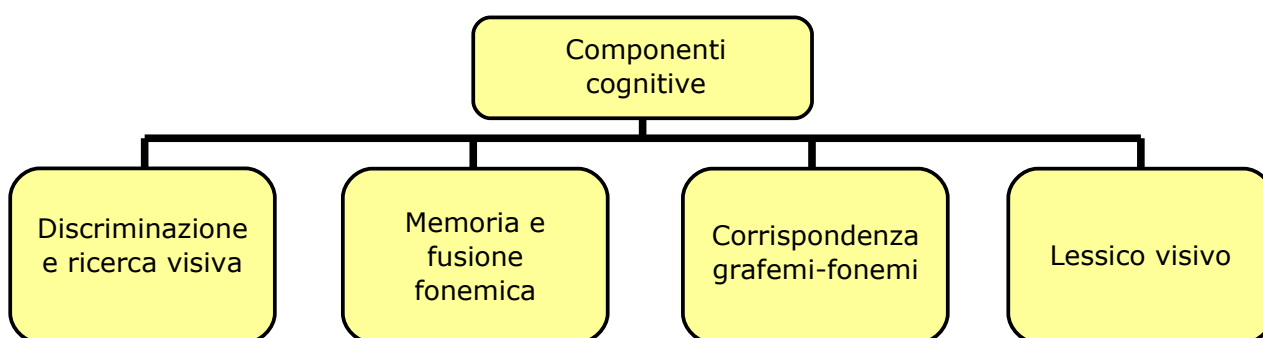 Componenti
cognitive
Discriminazione
e ricerca visiva
Memoria e
fusione
fonemica
Corrispondenza
grafemi-fonemi
Lessico visivo